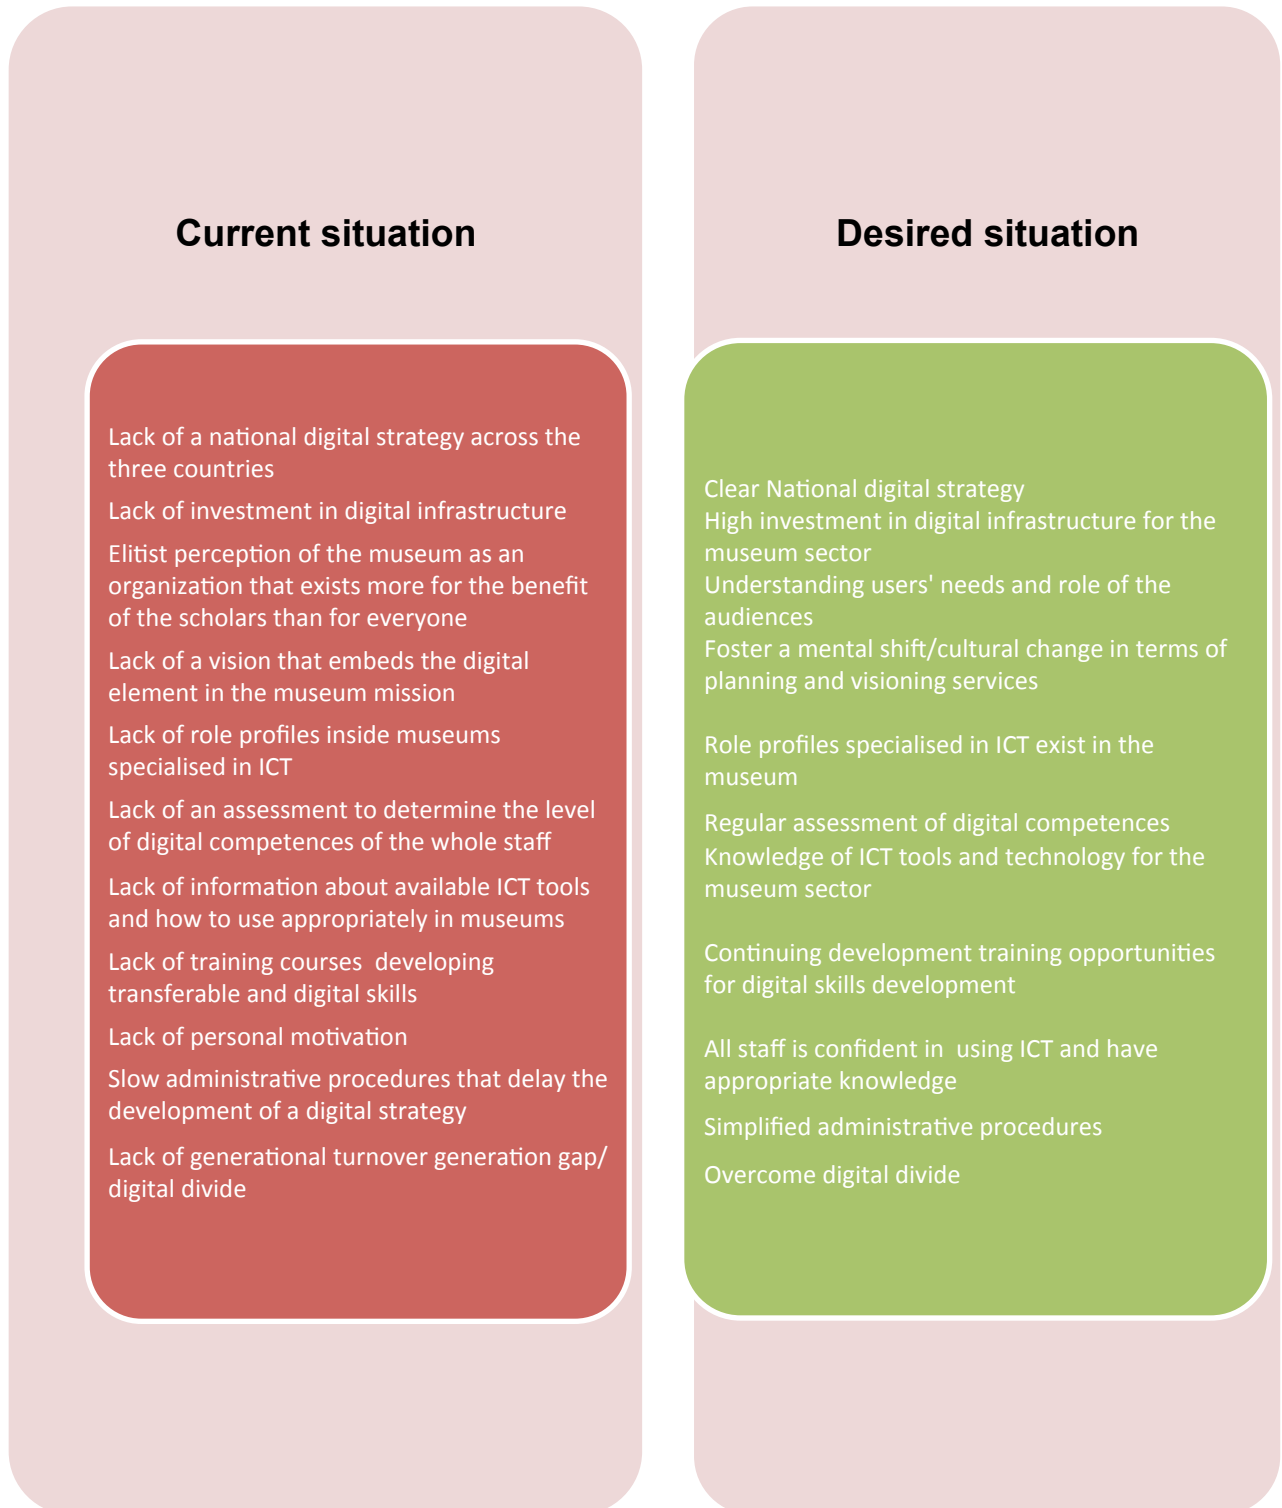 Current situation
Lack of a national digital strategy across the
three countries
Lack of investment in digital infrastructure
Elitist perception of the museum as an
organization that exists more for the benefit
of the scholars than for everyone
Lack of a vision that embeds the digital
element in the museum mission
Lack of role profiles inside museums
specialised in ICT
Lack of an assessment to determine the level
of digital competences of the whole staff
Lack of information about available ICT tools
and how to use appropriately in museums
Lack of training courses  developing
transferable and digital skills
Lack of personal motivation
Slow administrative procedures that delay the
development of a digital strategy
Lack of generational turnover generation gap/
digital divide
Desired situation
Clear National digital strategy
High investment in digital infrastructure for the
museum sector
Understanding users' needs and role of the
audiences
Foster a mental shift/cultural change in terms of
planning and visioning services
Role profiles specialised in ICT exist in the
museum
Regular assessment of digital competences
Knowledge of ICT tools and technology for the
museum sector
Continuing development training opportunities
for digital skills development
All staff is confident in  using ICT and have
appropriate knowledge
Simplified administrative procedures
Overcome digital divide